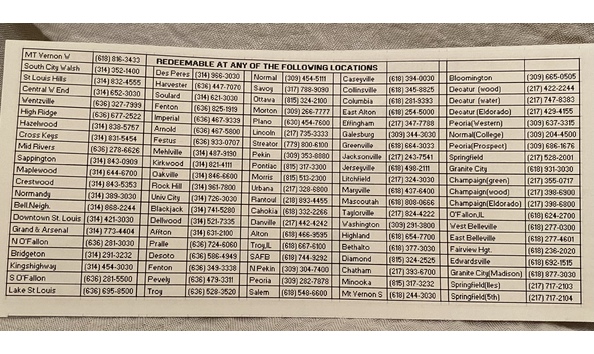 REDEEMABLE AT ANY OF THE FOLLOWING LOCATIONS
MT Vernon W (618) 816-3433
South City Walsh (314) 352-1400
St Louis Hills (314) 832-4555
Central W End (314) 652-3030
Wentzville (636) 327-7999
High Ridge (636) 677-2522
Hazelwood (314) 838-5757
Cross Keys (314) 831-5454
Mid Rivers (636) 278-6626
Sappington (314) 843-0909
Maplewood (314) 644-6700
Crestwood (314) 843-5353
Normandy (314) 389-3030
Bell.Neigh. (314) 868-2244
Downtown St. Louis (314) 421-3030
Grand & Arsenal (314) 773-4404
N O'Fallon (636) 281-3030
Bridgeton (314) 291-3232
Kingshighway (314) 454-3030
S O'Fallon (636) 281-5500
Lake St Louis (636) 695-8500
Des Peres (314) 966-3030
Harvester (636) 447-7070
Soulard (314) 621-3030
Fenton (636) 825-1919
Imperial (636) 467-9339
Arnold (636) 467-5800
Festus (636) 933-0707
Mehlville (314) 487-9190
Kirkwood (314) 821-4111
Oakville (314) 846-6600
Rock Hill (314) 961-7800
Univ City (314) 726-3030
Blackjack (314) 741-5280
Dellwood (314) 521-7335
Affton (314) 631-2100
Pralle (636) 724-6060
Desoto (636) 586-4949
Fenton (636) 349-3338
Pevely (636) 479-3311
Troy (636) 528-3520
Normal (309) 454-5111
Savoy (317) 788-9090
Ottawa (815) 324-2100
Morton (309) 266-7777
Plano (630) 454-7600
Lincoln (217) 735-3333
Streator (779) 800-6100
Pekin (309) 353-8880
Pontiac (815) 317-3300
Morris (815) 513-2300
Urbana (217) 328-6800
Rantoul (218) 893-4455
Cahokia (618) 332-2266
Danville (217) 442-4242
Alton (618) 466-9595
Troy,IL (618) 667-6100
SAFB (618) 744-9292
N.Pekin (309) 304-7400
Peoria (309) 282-7878
Salem (618) 548-6600
Caseyville (618) 394-0030
Collinsville (618) 345-8825
Columbia (618) 281-9393
East Alton (618) 254-5000
Effringham (217) 347-7788
Galesburg (309) 344-3030
Greenville (618) 664-3033
Jacksonville (217) 243-7541
Jerseyville (618) 498-2111
Litchfield (217) 324-3030
Maryville (618) 437-6400
Mascoutah (618) 808-0666
Taylorville (217) 824-4222
Washington (309) 291-3800
Highland (618) 654-7700
Bethalto (618) 377-3030
Diamond (815) 324-2525
Chatham (217) 393-6700
Minooka (815) 317-3232
Mt Vernon S (618) 244-3030
Bloomington (309) 665-0505
Decatur (wood) (217) 422-2244
Decatur (water) (217) 747-8383
Decatur(Eldorado) (217) 429-4155
Peoria(Western) (309) 637-3315
Normal(College) (309) 204-4500
Peoria(Prospect) (309) 686-1676
Springfield (217) 528-2001
Granite City (618) 931-3030
Champaign(green) (217) 355-0717
Champaign(wood) (217) 398-6900
Champaign(Eldorado) (217) 398-6800
O'Fallon,IL (618) 624-2700
West Belleville (618) 277-0300
East Belleville (618) 277-4601
Fairview Hgt. (618) 236-2020
Edwardsville (618) 692-1515
Granite City(Madison) (618) 877-3030
Springfield(Iles) (217) 717-2103
Springfield(5th) (217) 717-2104